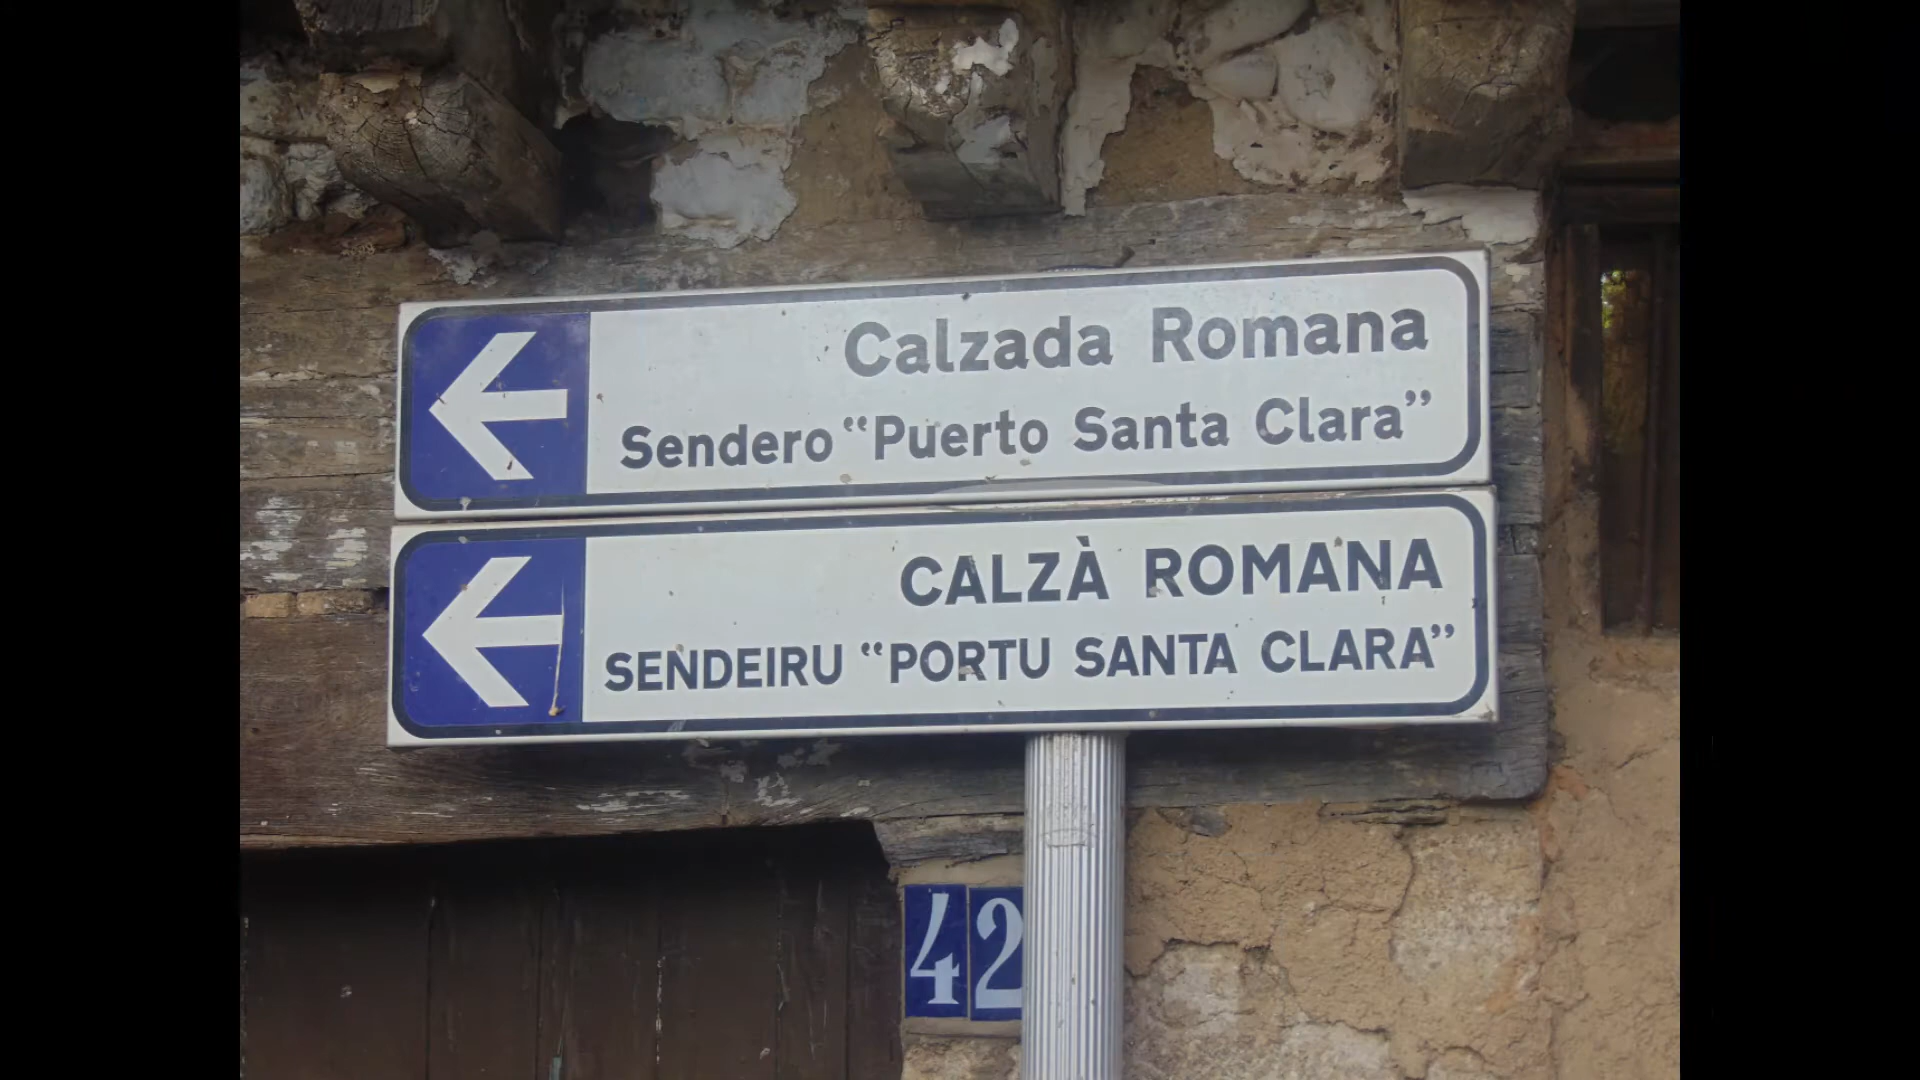 Calzada Romana
Sendero “Puerto Santa Clara”
CALZÀ ROMANA
SENDEIRU “PORTU SANTA CLARA”
42